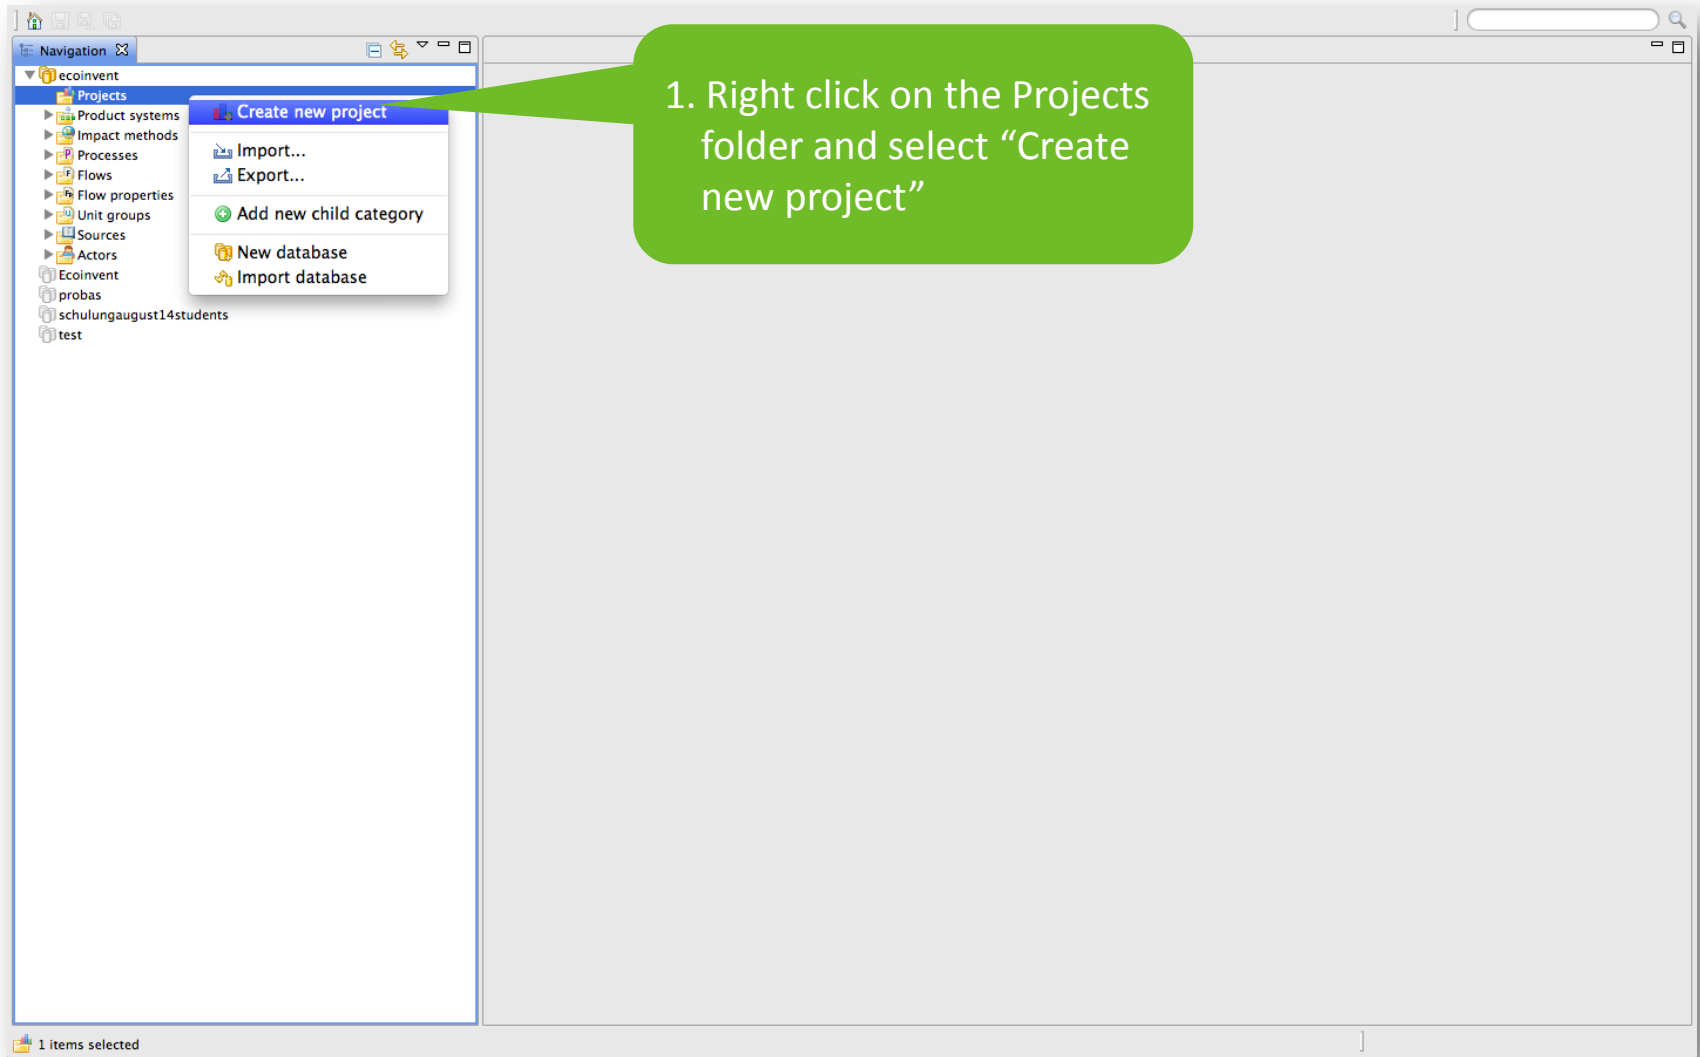 Navigation
ecoinvent
Projects
Product systems
Impact methods
Processes
Flows
Flow properties
Unit groups
Sources
Actors
Ecoinvent
probas
schulungaugust14students
test
Create new project
Import...
Export...
Add new child category
New database
Import database
1. Right click on the Projects
folder and select “Create
new project”
1 items selected